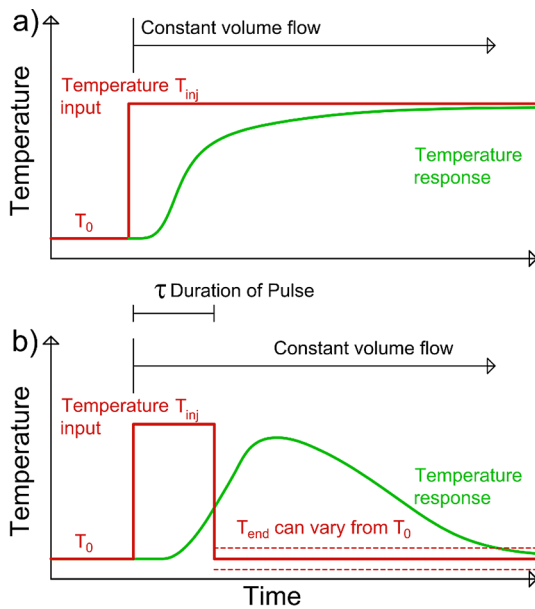 a)
Constant volume flow
Temperature T_inj
input
Temperature
response
T_0
Temperature
τ Duration of Pulse
b)
Constant volume flow
Temperature T_inj
input
Temperature
response
T_end can vary from T_0
T_0
Temperature
Time